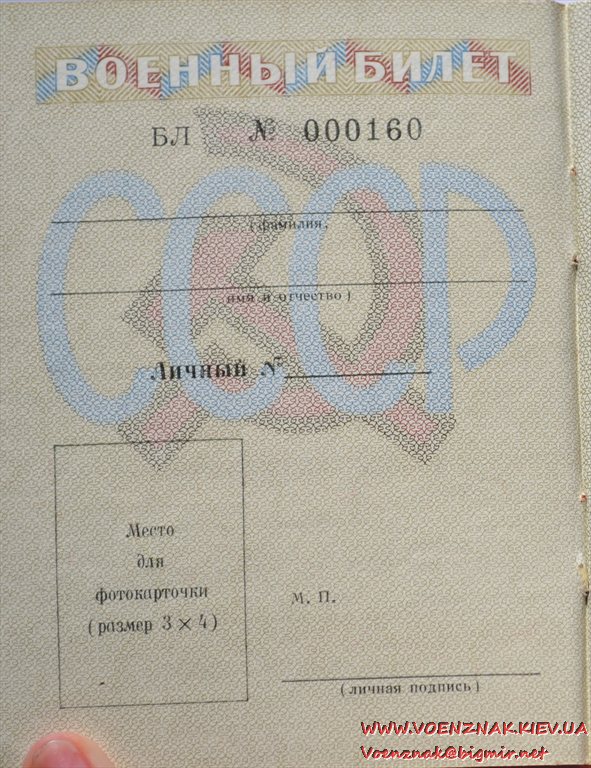 ВОЕННЫЙ БИЛЕТ
БЛ № 000160
СССР
(фамилия,
имя и отчество)
Личный №
Место
для
фотокарточки
(размер 3 × 4)
М. П.
(личная подпись)
WWW.VOENZNAK.KIEV.UA
Voenznak@bigmir.net